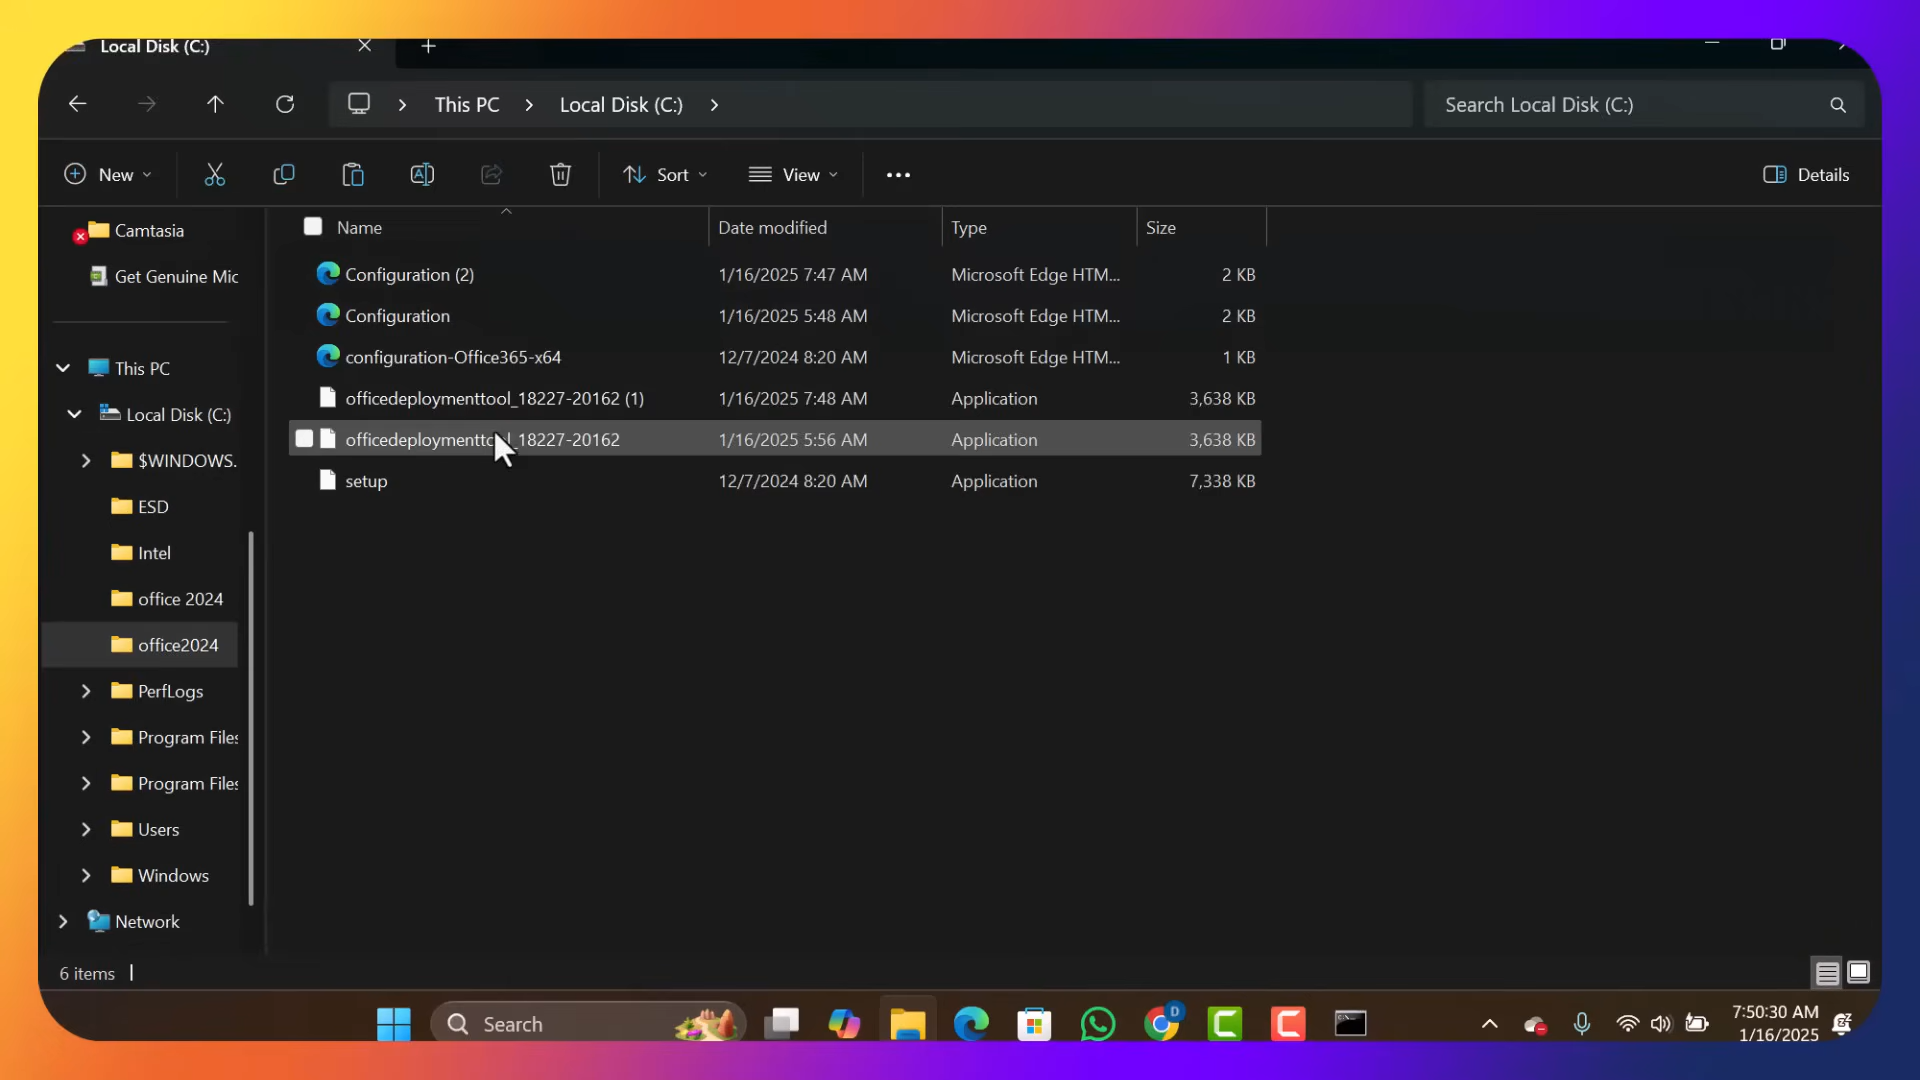 Local Disk (C:)
This PC
Local Disk (C:)
Search Local Disk (C:)
New
Sort
View
Details
Camtasia
Get Genuine Mic
This PC
Local Disk (C:)
$WINDOWS.
ESD
Intel
office 2024
office2024
PerfLogs
Program Files
Program Files
Users
Windows
Network
Name Date modified Type Size
Configuration (2) 1/16/2025 7:47 AM Microsoft Edge HTM... 2 KB
Configuration 1/16/2025 5:48 AM Microsoft Edge HTM... 2 KB
configuration-Office365-x64 12/7/2024 8:20 AM Microsoft Edge HTM... 1 KB
officedeploymenttool_18227-20162 (1) 1/16/2025 7:48 AM Application 3,638 KB
officedeploymenttool_18227-20162 1/16/2025 5:56 AM Application 3,638 KB
setup 12/7/2024 8:20 AM Application 7,338 KB
6 items
Search
D
7:50:30 AM
1/16/2025